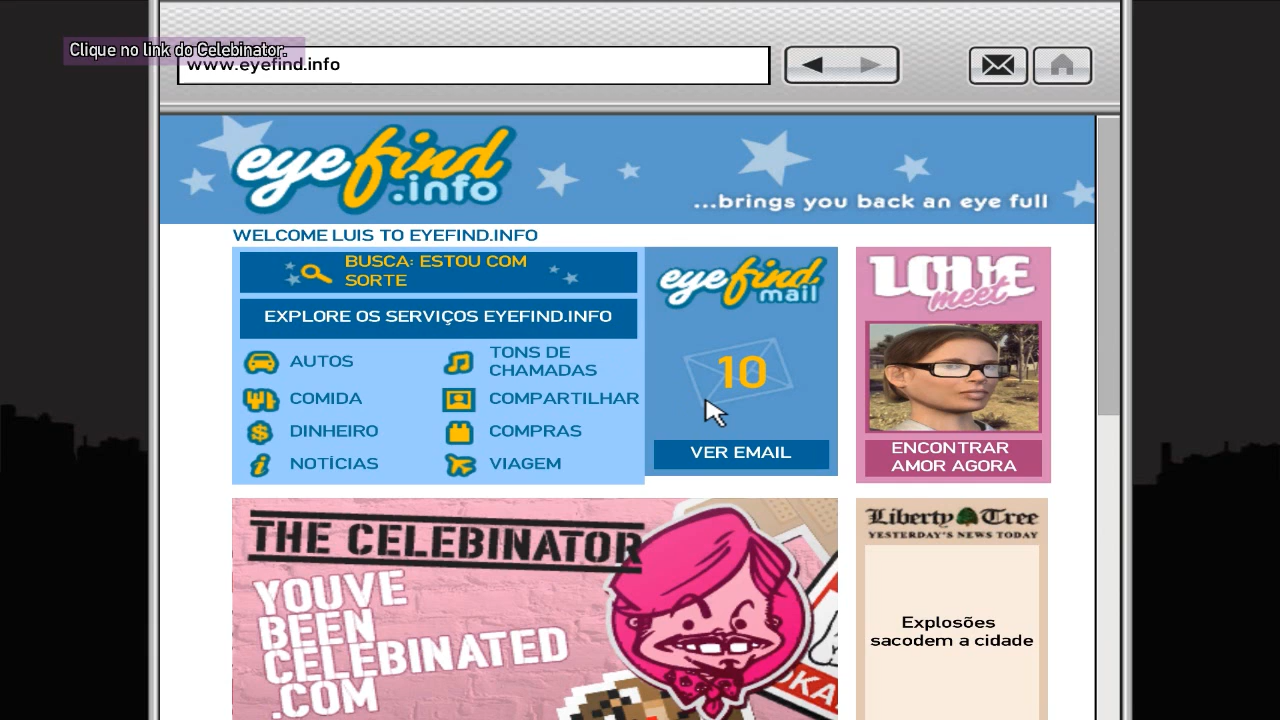 Clique no link do Celebinator.
www.eyefind.info
eyefind
.info
...brings you back an eye full
WELCOME LUIS TO EYEFIND.INFO
BUSCA: ESTOU COM
SORTE
EXPLORE OS SERVIÇOS EYEFIND.INFO
AUTOS
TONS DE
CHAMADAS
COMIDA
COMPARTILHAR
DINHEIRO
COMPRAS
NOTÍCIAS
VIAGEM
eyefind
mail
10
VER EMAIL
LOVE
meet
ENCONTRAR
AMOR AGORA
THE CELEBINATOR
YOUVE
BEEN
CELEBINATED
.COM
Liberty Tree
YESTERDAY'S NEWS TODAY
Explosões
sacodem a cidade